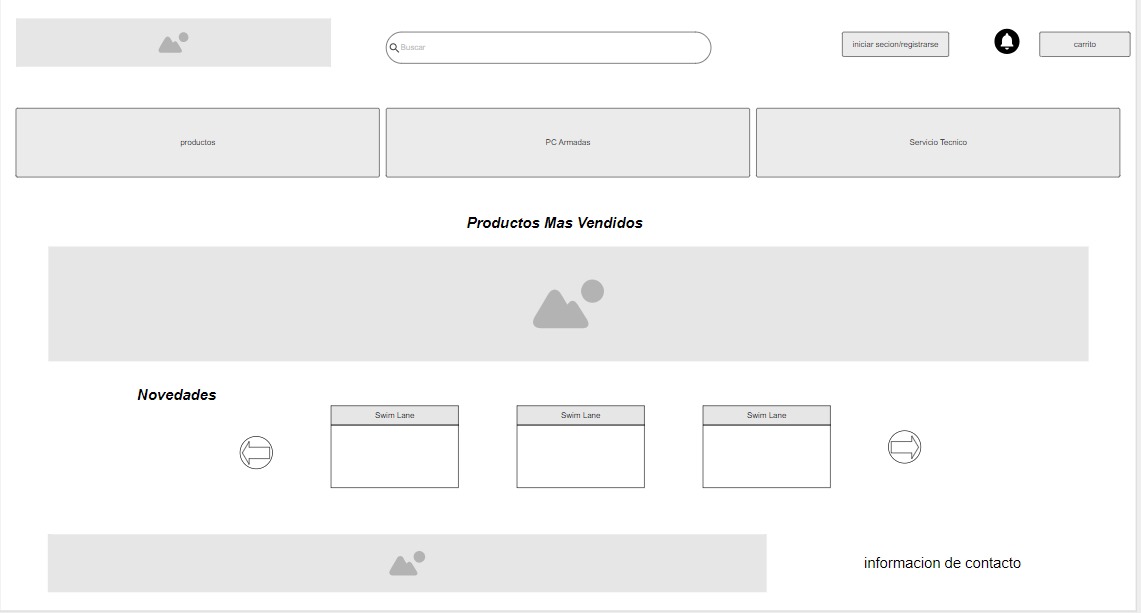 Buscar
iniciar secion/registrarse
carrito
productos
PC Armadas
Servicio Tecnico
Productos Mas Vendidos
Novedades
Swim Lane
Swim Lane
Swim Lane
informacion de contacto